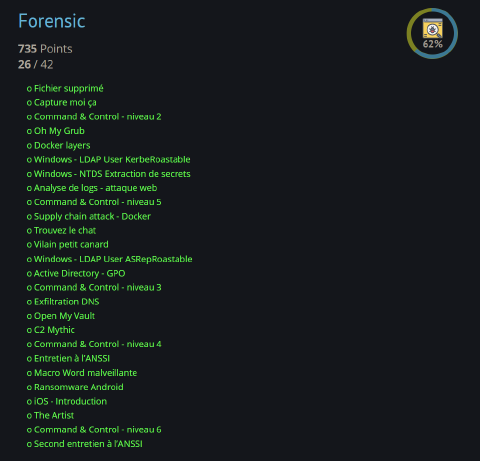 Forensic
62%
735 Points
26 / 42
o Fichier supprimé
o Capture moi ça
o Command & Control - niveau 2
o Oh My Grub
o Docker layers
o Windows - LDAP User KerbeRoastable
o Windows - NTDS Extraction de secrets
o Analyse de logs - attaque web
o Command & Control - niveau 5
o Supply chain attack - Docker
o Trouvez le chat
o Vilain petit canard
o Windows - LDAP User ASRepRoastable
o Active Directory - GPO
o Command & Control - niveau 3
o Exfiltration DNS
o Open My Vault
o C2 Mythic
o Command & Control - niveau 4
o Entretien à l'ANSSI
o Macro Word malveillante
o Ransomware Android
o iOS - Introduction
o The Artist
o Command & Control - niveau 6
o Second entretien à l'ANSSI